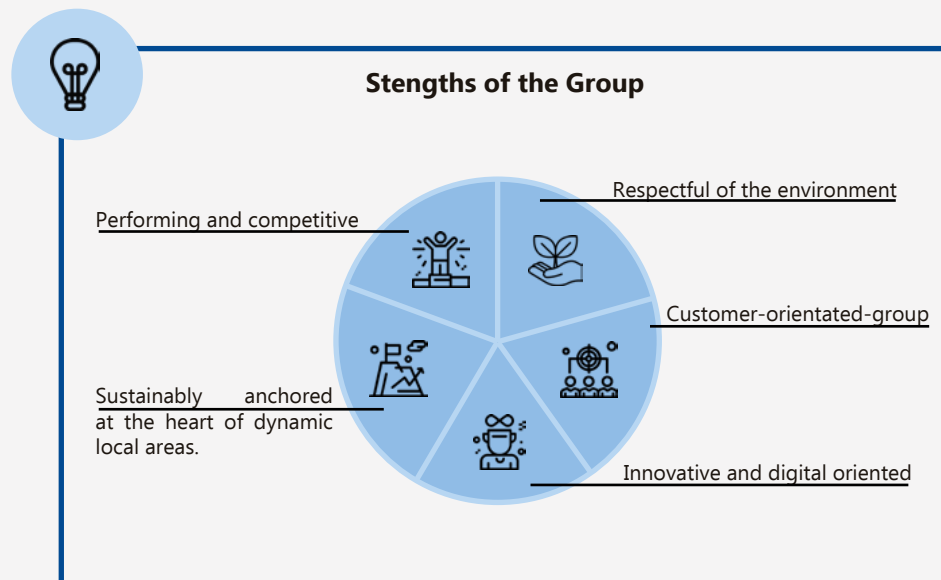 Stengths of the Group
Respectful of the environment
Performing and competitive
Customer-orientated-group
Sustainably anchored
at the heart of dynamic
local areas.
Innovative and digital oriented